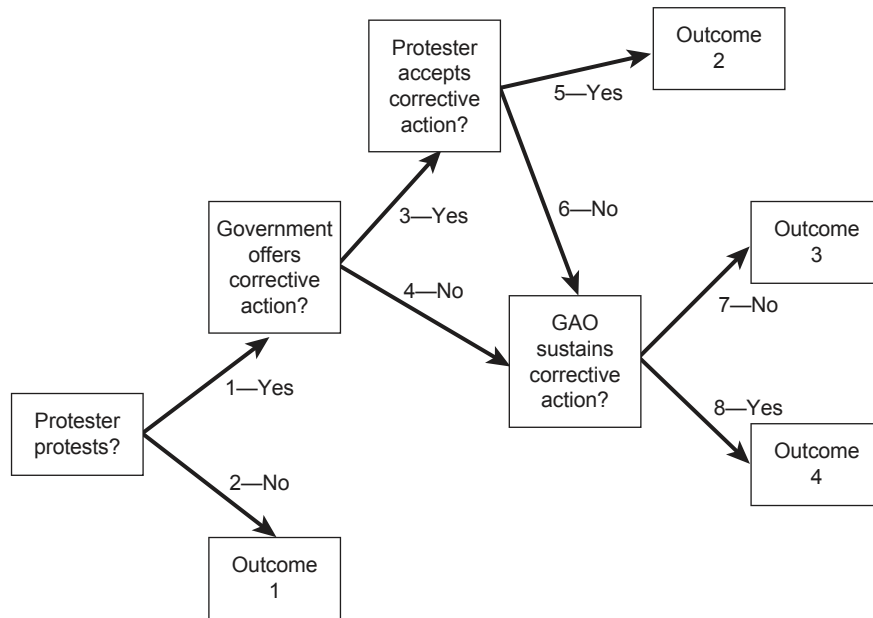 Protester
accepts
corrective
action?
Outcome
2
5—Yes
6—No
Government
offers
corrective
action?
3—Yes
4—No
Outcome
3
GAO
sustains
corrective
action?
7—No
8—Yes
Protester
protests?
1—Yes
2—No
Outcome
4
Outcome
1